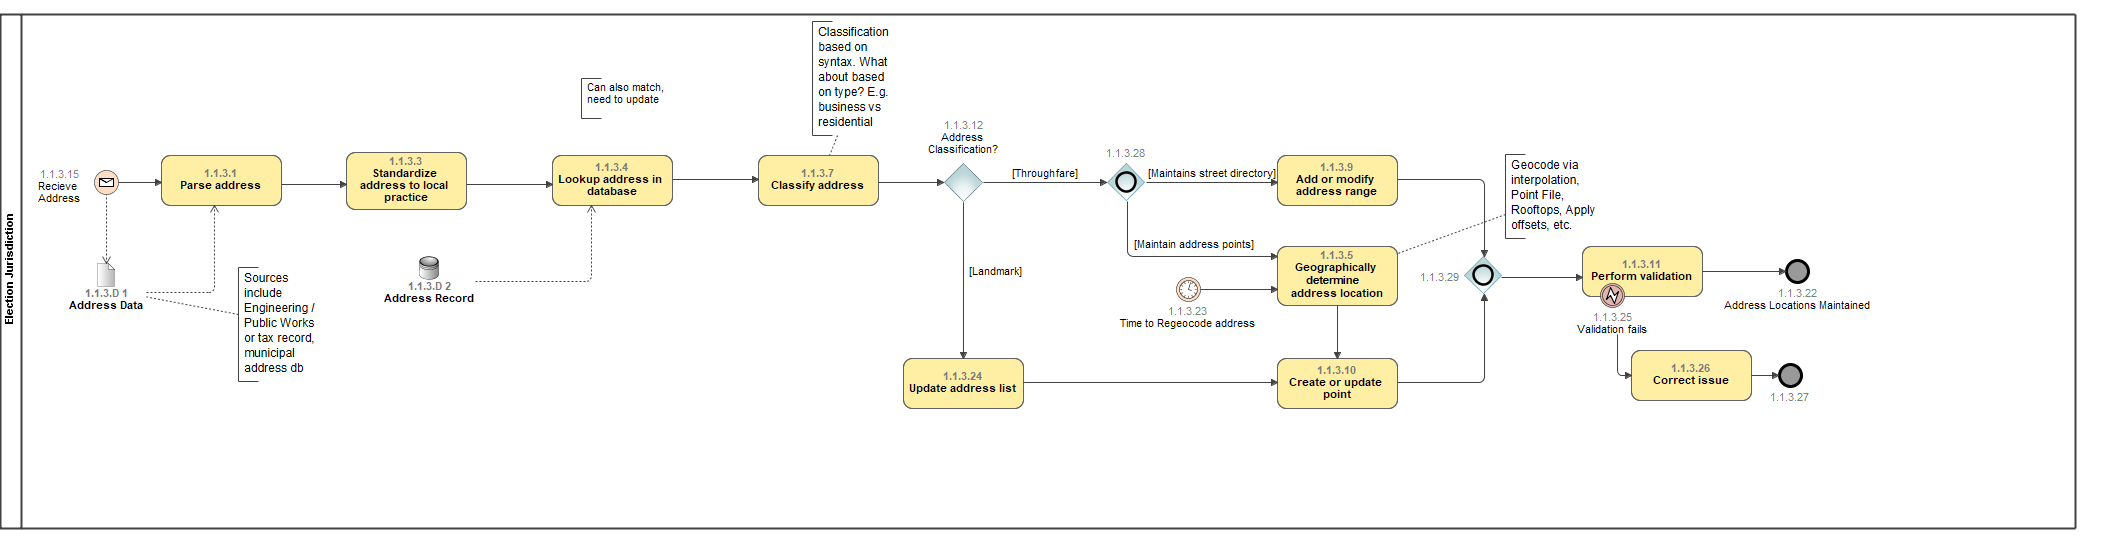 Election Jurisdiction
1.1.3.15
Recieve
Address
1.1.3.D 1
Address Data
Sources
include
Engineering /
Public Works
or tax record,
municipal
address db
1.1.3.1
Parse address
1.1.3.3
Standardize
address to local
practice
1.1.3.D 2
Address Record
Can also match,
need to update
1.1.3.4
Lookup address in
database
Classification
based on
syntax. What
about based
on type? E.g.
business vs
residential
1.1.3.7
Classify address
1.1.3.12
Address
Classification?
[Throughfare]
[Landmark]
1.1.3.24
Update address list
1.1.3.28
[Maintains street directory]
[Maintain address points]
1.1.3.9
Add or modify
address range
1.1.3.23
Time to Regeocode address
1.1.3.5
Geographically
determine
address location
1.1.3.10
Create or update
point
Geocode via
interpolation,
Point File,
Rooftops, Apply
offsets, etc.
1.1.3.29
1.1.3.11
Perform validation
1.1.3.25
Validation fails
1.1.3.22
Address Locations Maintained
1.1.3.26
Correct issue
1.1.3.27